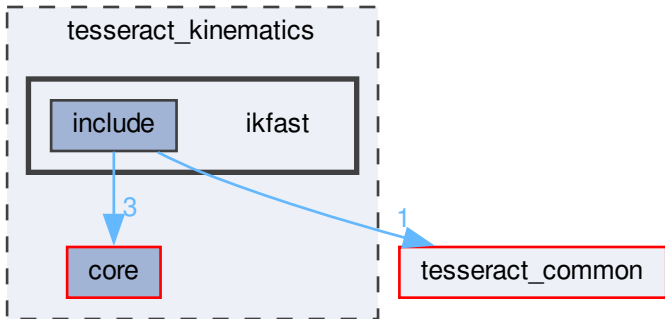 tesseract_kinematics
include
ikfast
3
1
core
tesseract_common